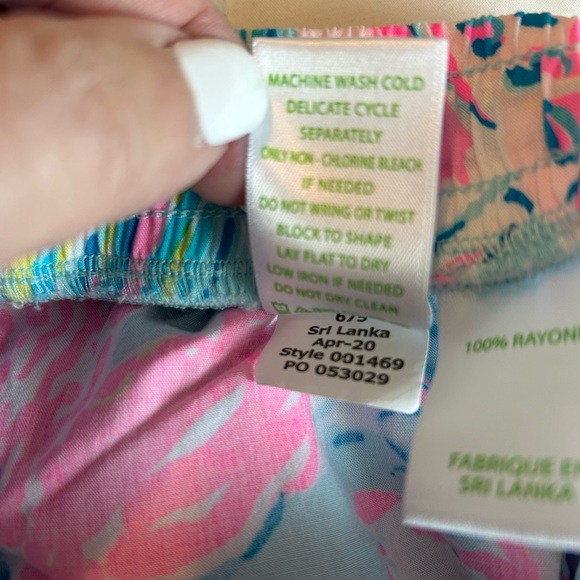 MACHINE WASH COLD
DELICATE CYCLE
SEPARATELY
ONLY NON - CHLORINE BLEACH
IF NEEDED
DO NOT WRING OR TWIST
BLOCK TO SHAPE
LAY FLAT TO DRY
LOW IRON IF NEEDED
DO NOT DRY CLEAN
Sri Lanka
Apr-20
Style 001469
PO 053029
100% RAYON
FABRIQUE
SRI LANKA